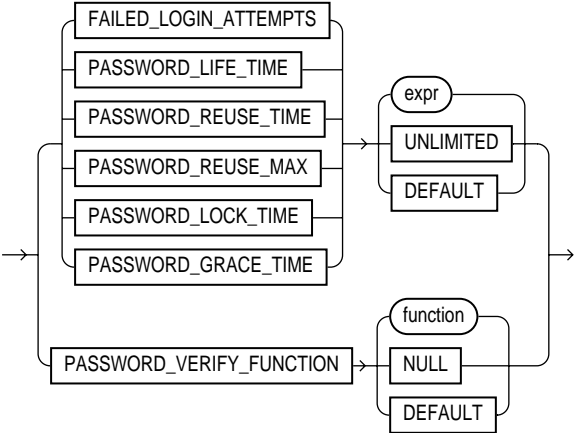 FAILED_LOGIN_ATTEMPTS
PASSWORD_LIFE_TIME
PASSWORD_REUSE_TIME
PASSWORD_REUSE_MAX
PASSWORD_LOCK_TIME
PASSWORD_GRACE_TIME
expr
UNLIMITED
DEFAULT
PASSWORD_VERIFY_FUNCTION
function
NULL
DEFAULT